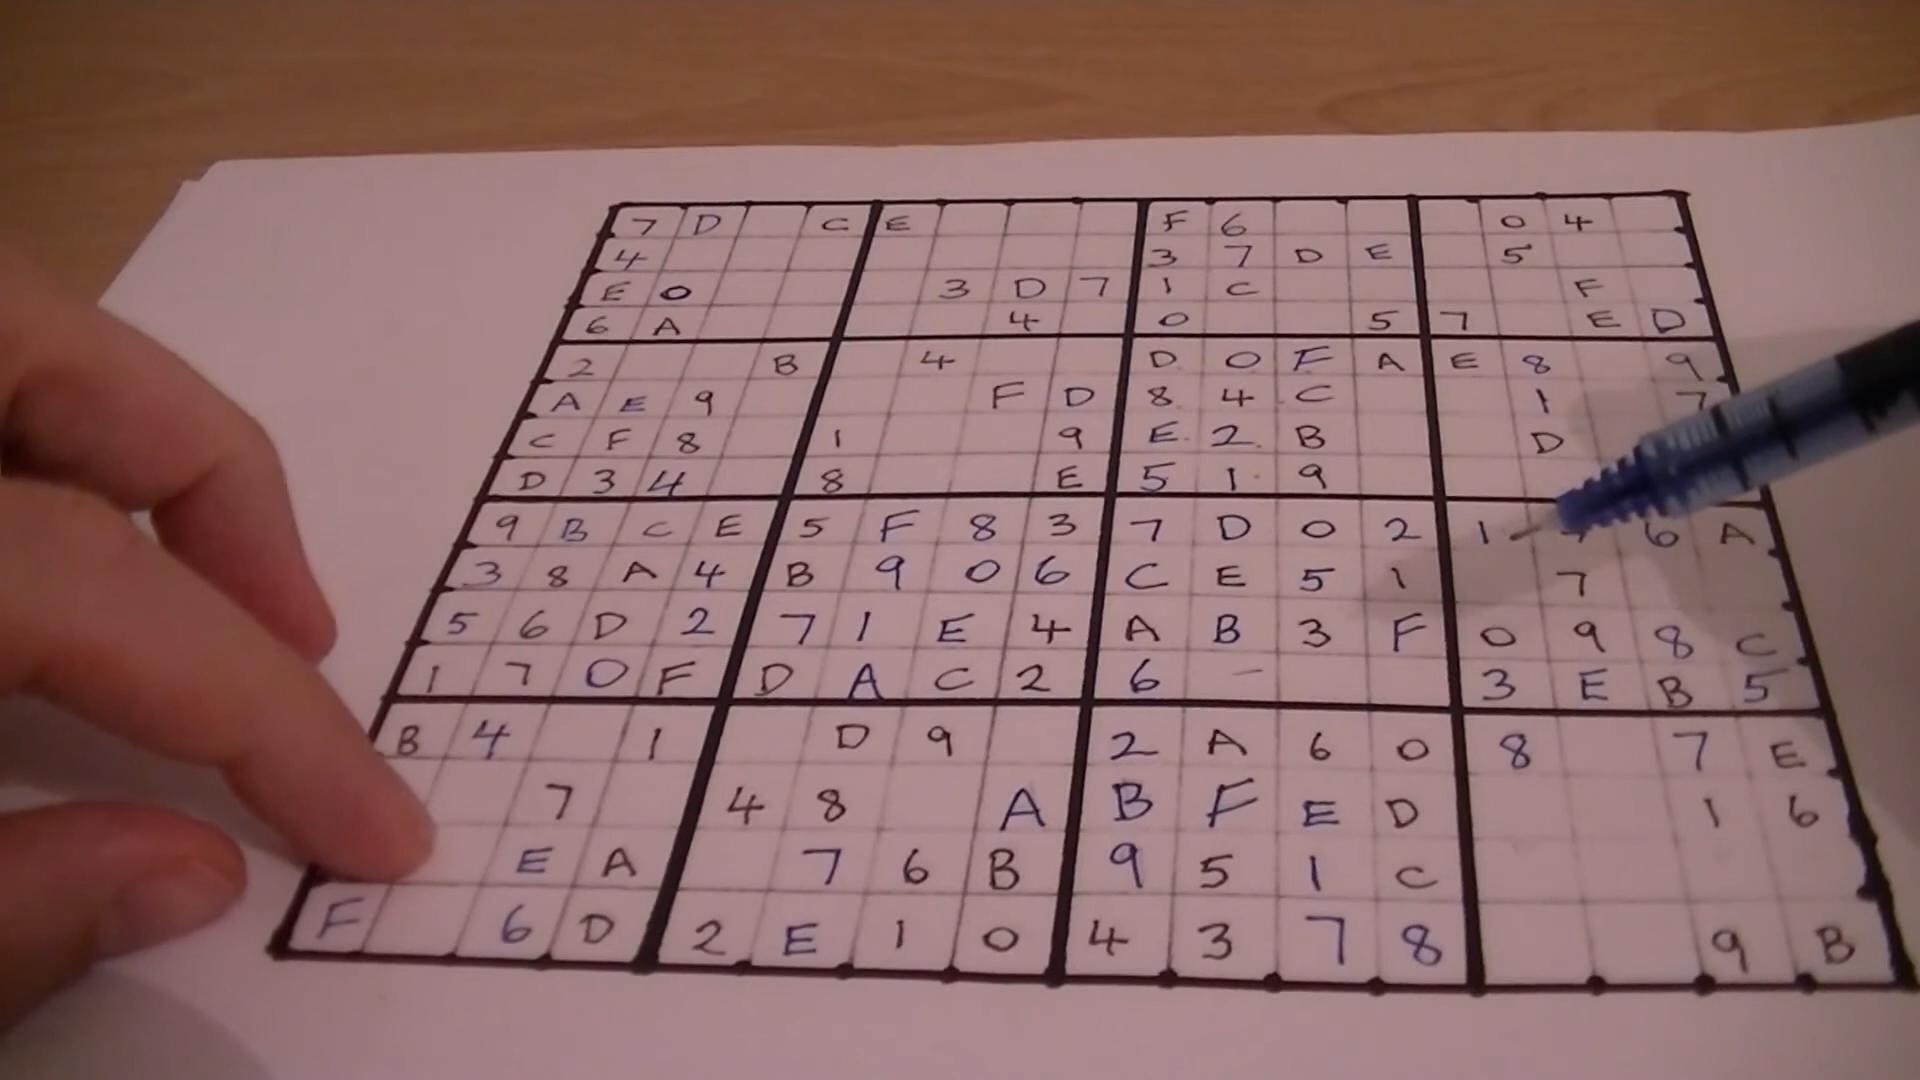 7 D C E F 6 0 4
4 3 7 D E 5
E 0 3 D 7 1 C F
6 A 4 0 5 7 E D
2 B 4 D 0 F A E 8 9
A E 9 F D 8 4 C 1 7
C F 8 1 9 E 2 B D
D 3 4 8 E 5 1 9
9 B C E 5 F 8 3 7 D 0 2 1 6 A
3 8 A 4 B 9 0 6 C E 5 1 7
5 6 D 2 7 1 E 4 A B 3 F 0 9 8 C
1 7 0 F D A C 2 6 3 E B 5
B 4 1 D 9 2 A 6 0 8 7 E
7 4 8 A B F E D 1 6
E A 7 6 B 9 5 1 C
F 6 D 2 E 1 0 4 3 7 8 9 B